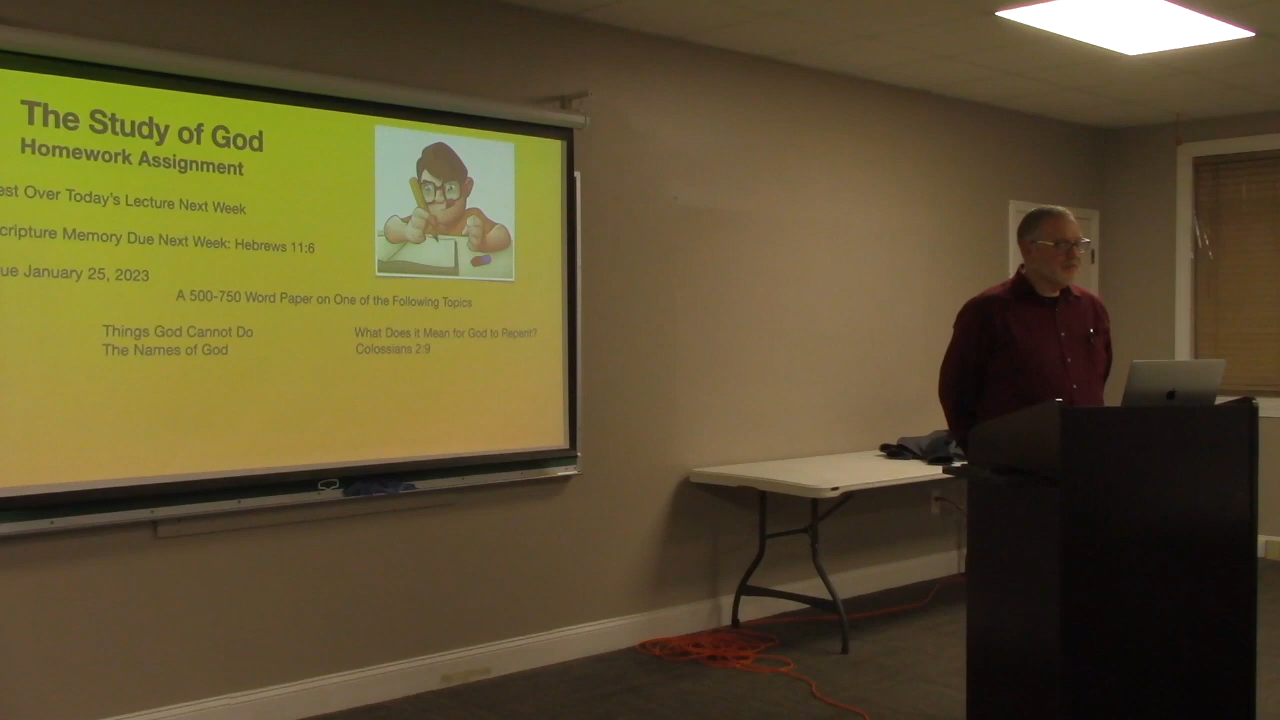 The Study of God
Homework Assignment
est Over Today's Lecture Next Week
cripture Memory Due Next Week: Hebrews 11:6
ue January 25, 2023
A 500-750 Word Paper on One of the Following Topics
Things God Cannot Do
The Names of God
What Does it Mean for God to Repent?
Colossians 2:9